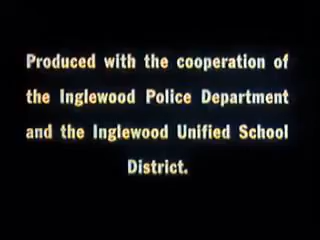 Produced with the cooperation of
the Inglewood Police Department
and the Inglewood Unified School
District.